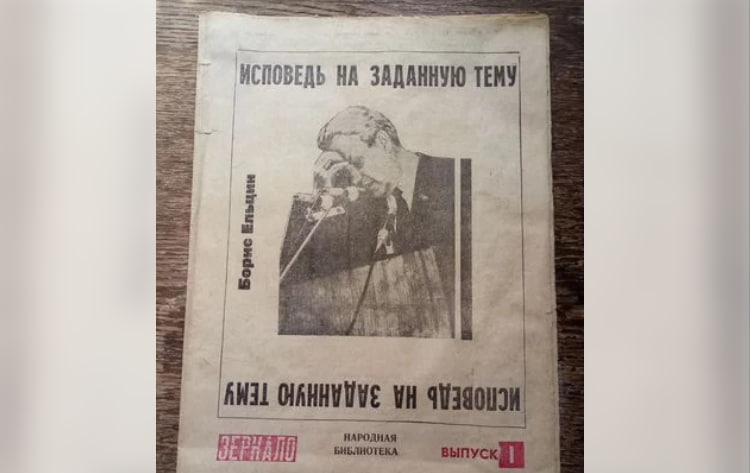 ИСПОВЕДЬ НА ЗАДАННУЮ ТЕМУ
Борис Ельцин
ИСПОВЕДЬ НА ЗАДАННУЮ ТЕМУ
ЗЕРКАЛО
НАРОДНАЯ
БИБЛИОТЕКА
ВЫПУСК 1